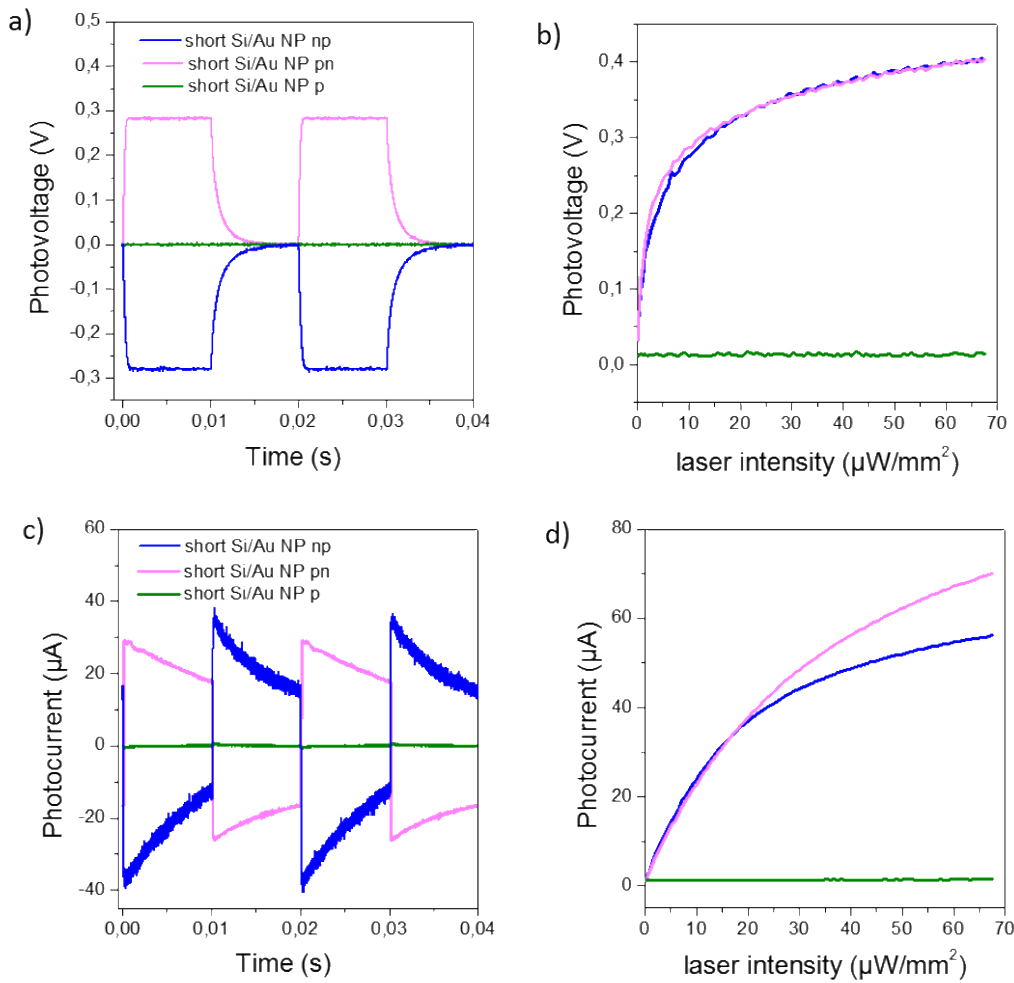 a)
0,5
0,4
0,3
0,2
0,1
0,0
-0,1
-0,2
-0,3
Photovoltage (V)
short Si/Au NP np
short Si/Au NP pn
short Si/Au NP p
0,00 0,01 0,02 0,03 0,04
Time (s)
b)
0,4
0,3
0,2
0,1
0,0
Photovoltage (V)
0 10 20 30 40 50 60 70
laser intensity (µW/mm²)
c)
60
40
20
0
-20
-40
Photocurrent (µA)
short Si/Au NP np
short Si/Au NP pn
short Si/Au NP p
0,00 0,01 0,02 0,03 0,04
Time (s)
d)
80
60
40
20
0
Photocurrent (µA)
0 10 20 30 40 50 60 70
laser intensity (µW/mm²)